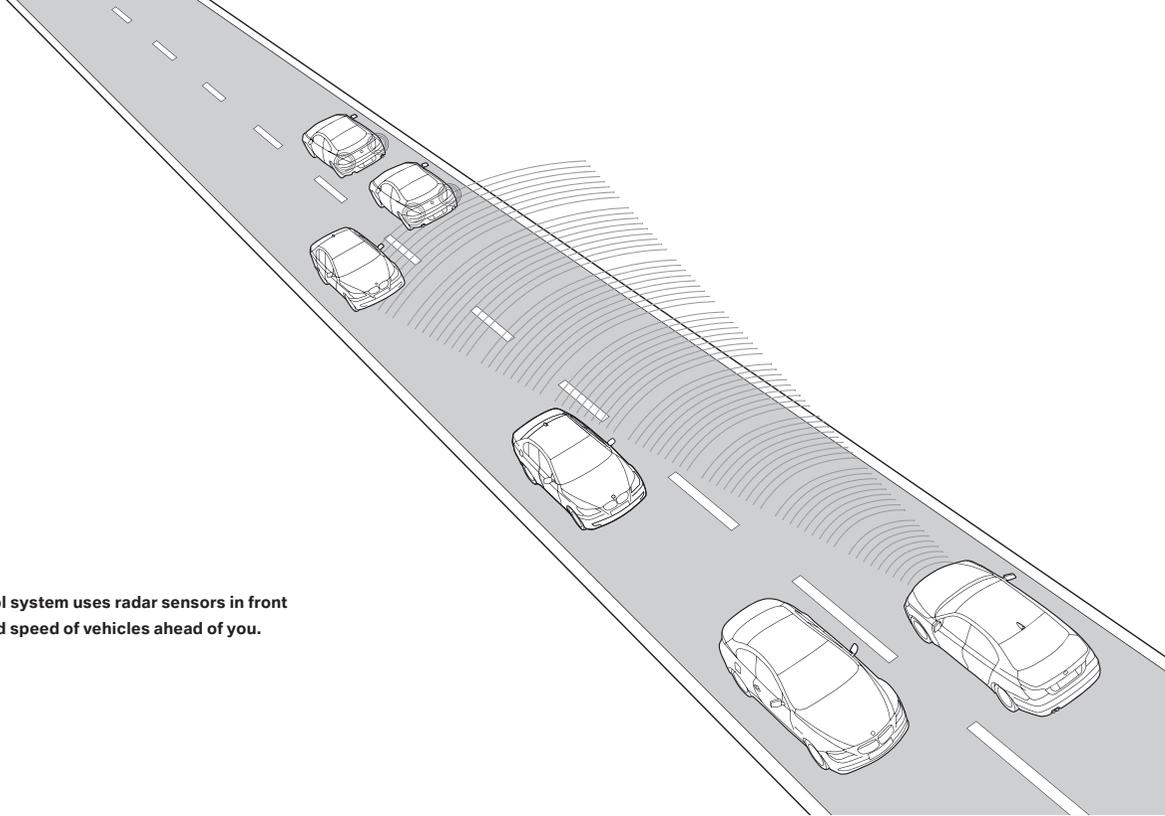 system uses radar sensors in front
speed of vehicles ahead of you.